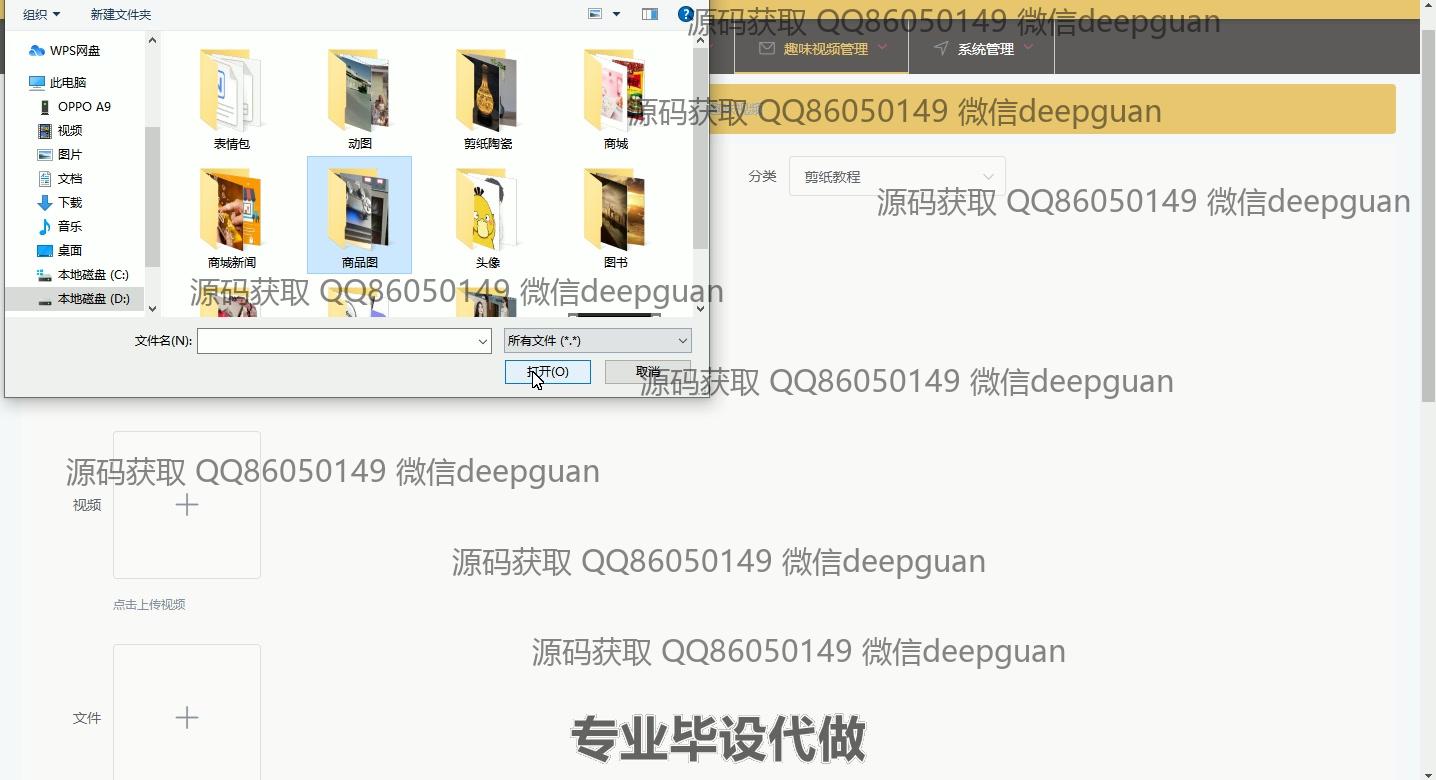 组织 新建文件夹
源码获取 QQ86050149 微信deepguan
WPS网盘
此电脑
OPPO A9
视频
图片
文档
下载
音乐
桌面
本地磁盘 (C:)
本地磁盘 (D:)
表情包 动图 剪纸陶瓷 商城
商城新闻 商品图 头像 图书
趣味视频管理 系统管理
源码获取 QQ86050149 微信deepguan
分类 剪纸教程
源码获取 QQ86050149 微信deepguan
源码获取 QQ86050149 微信deepguan
文件名(N): 所有文件 (*.*)
打开(O) 取消
源码获取 QQ86050149 微信deepguan
源码获取 QQ86050149 微信deepguan
视频
源码获取 QQ86050149 微信deepguan
点击上传视频
源码获取 QQ86050149 微信deepguan
文件
专业毕设代做